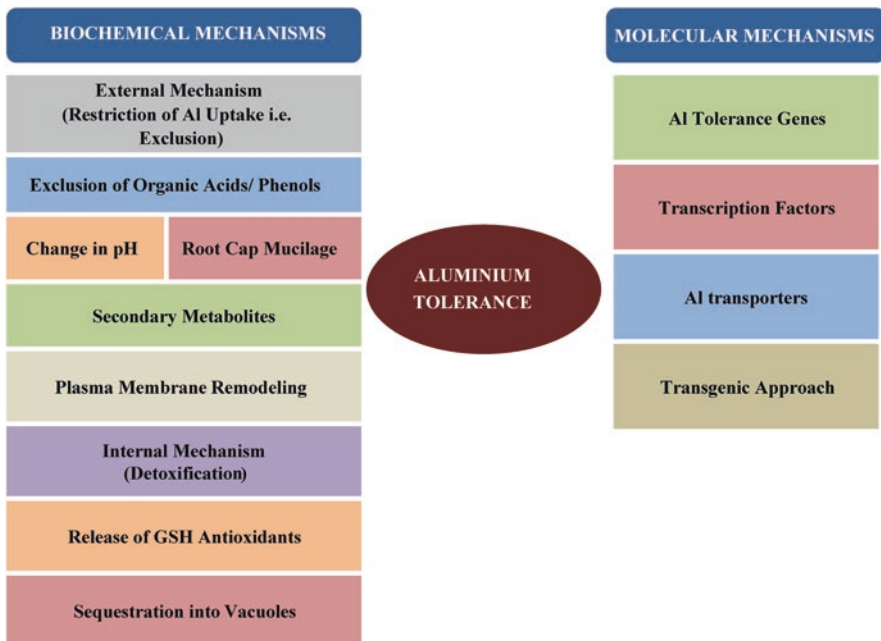 BIOCHEMICAL MECHANISMS
External Mechanism
(Restriction of Al Uptake i.e.
Exclusion)
Exclusion of Organic Acids/ Phenols
Change in pH
Root Cap Mucilage
Secondary Metabolites
Plasma Membrane Remodeling
Internal Mechanism
(Detoxification)
Release of GSH Antioxidants
Sequestration into Vacuoles
ALUMINIUM
TOLERANCE
MOLECULAR MECHANISMS
Al Tolerance Genes
Transcription Factors
Al transporters
Transgenic Approach